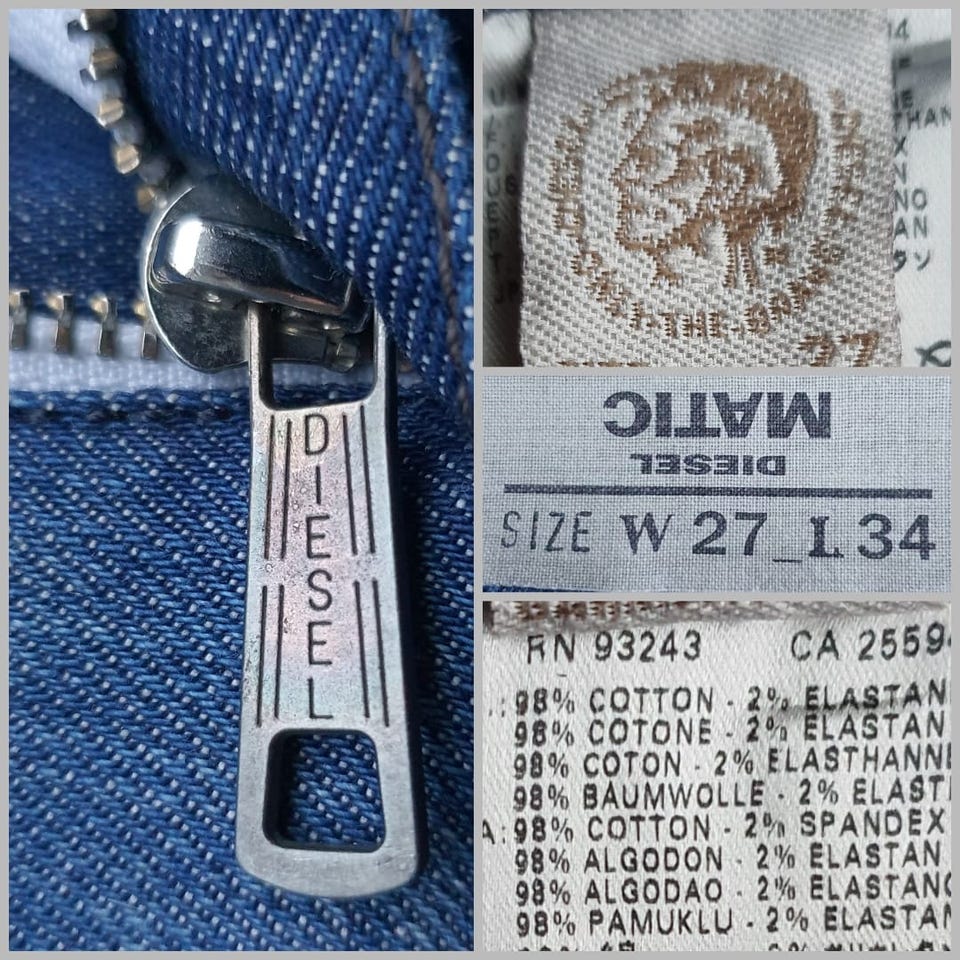 DIESEL
27
MATIC
DIESEL
SIZE W 27_L 34
RN 93243 CA 2559
98% COTTON - 2% ELASTAN
98% COTONE - 2% ELASTAN
98% COTON - 2% ELASTHANNE
98% BAUMWOLLE - 2% ELAST
A: 98% COTTON - 2% SPANDEX
98% ALGODON - 2% ELASTAN
98% ALGODAO - 2% ELASTAN
98% PAMUKLU - 2% ELASTAN